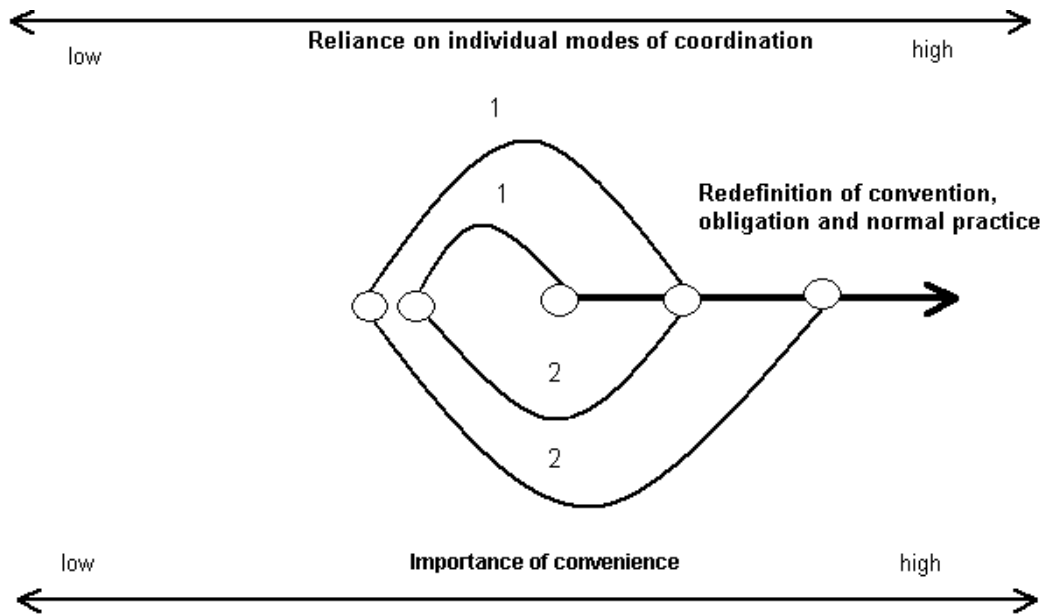 Reliance on individual modes of coordination
low
high
1
1
Redefinition of convention,
obligation and normal practice
2
2
low
Importance of convenience
high